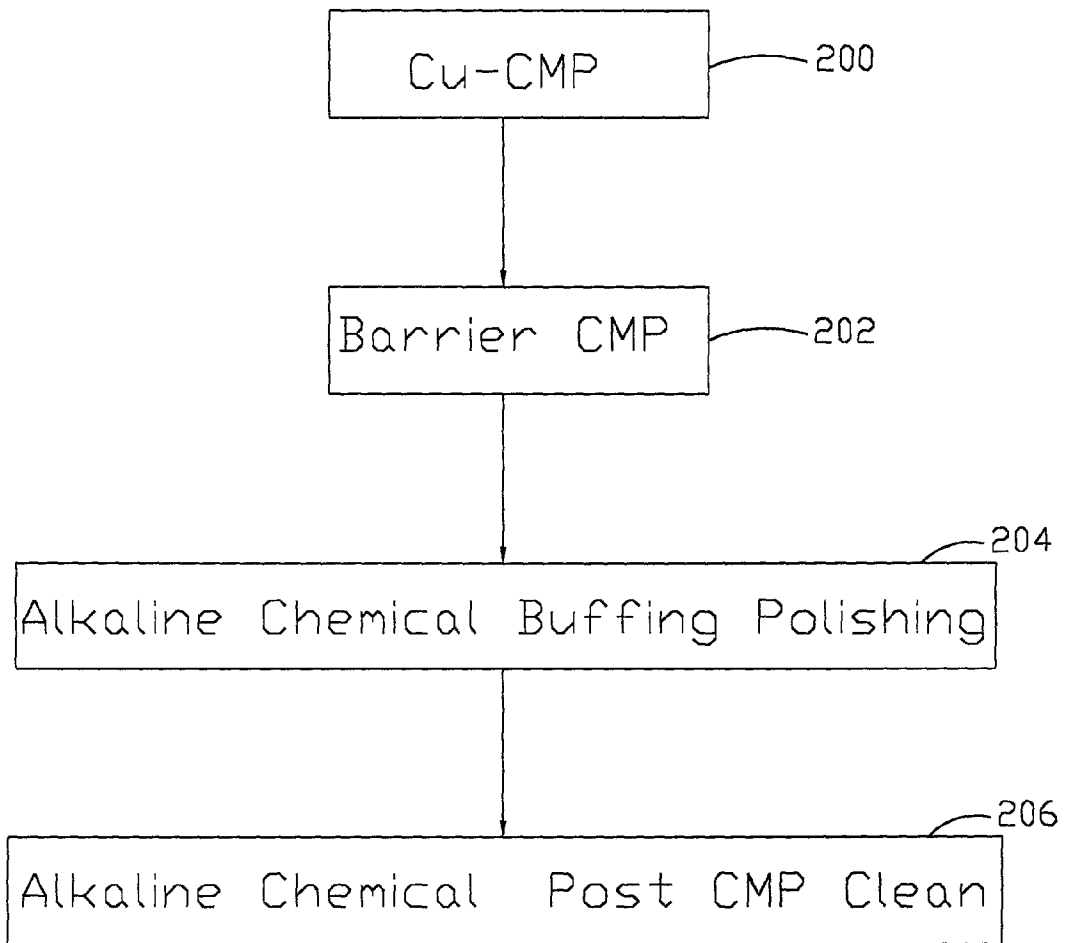 Cu-CMP
200
Barrier CMP
202
204
Alkaline Chemical Buffing Polishing
206
Alkaline Chemical Post CMP Clean